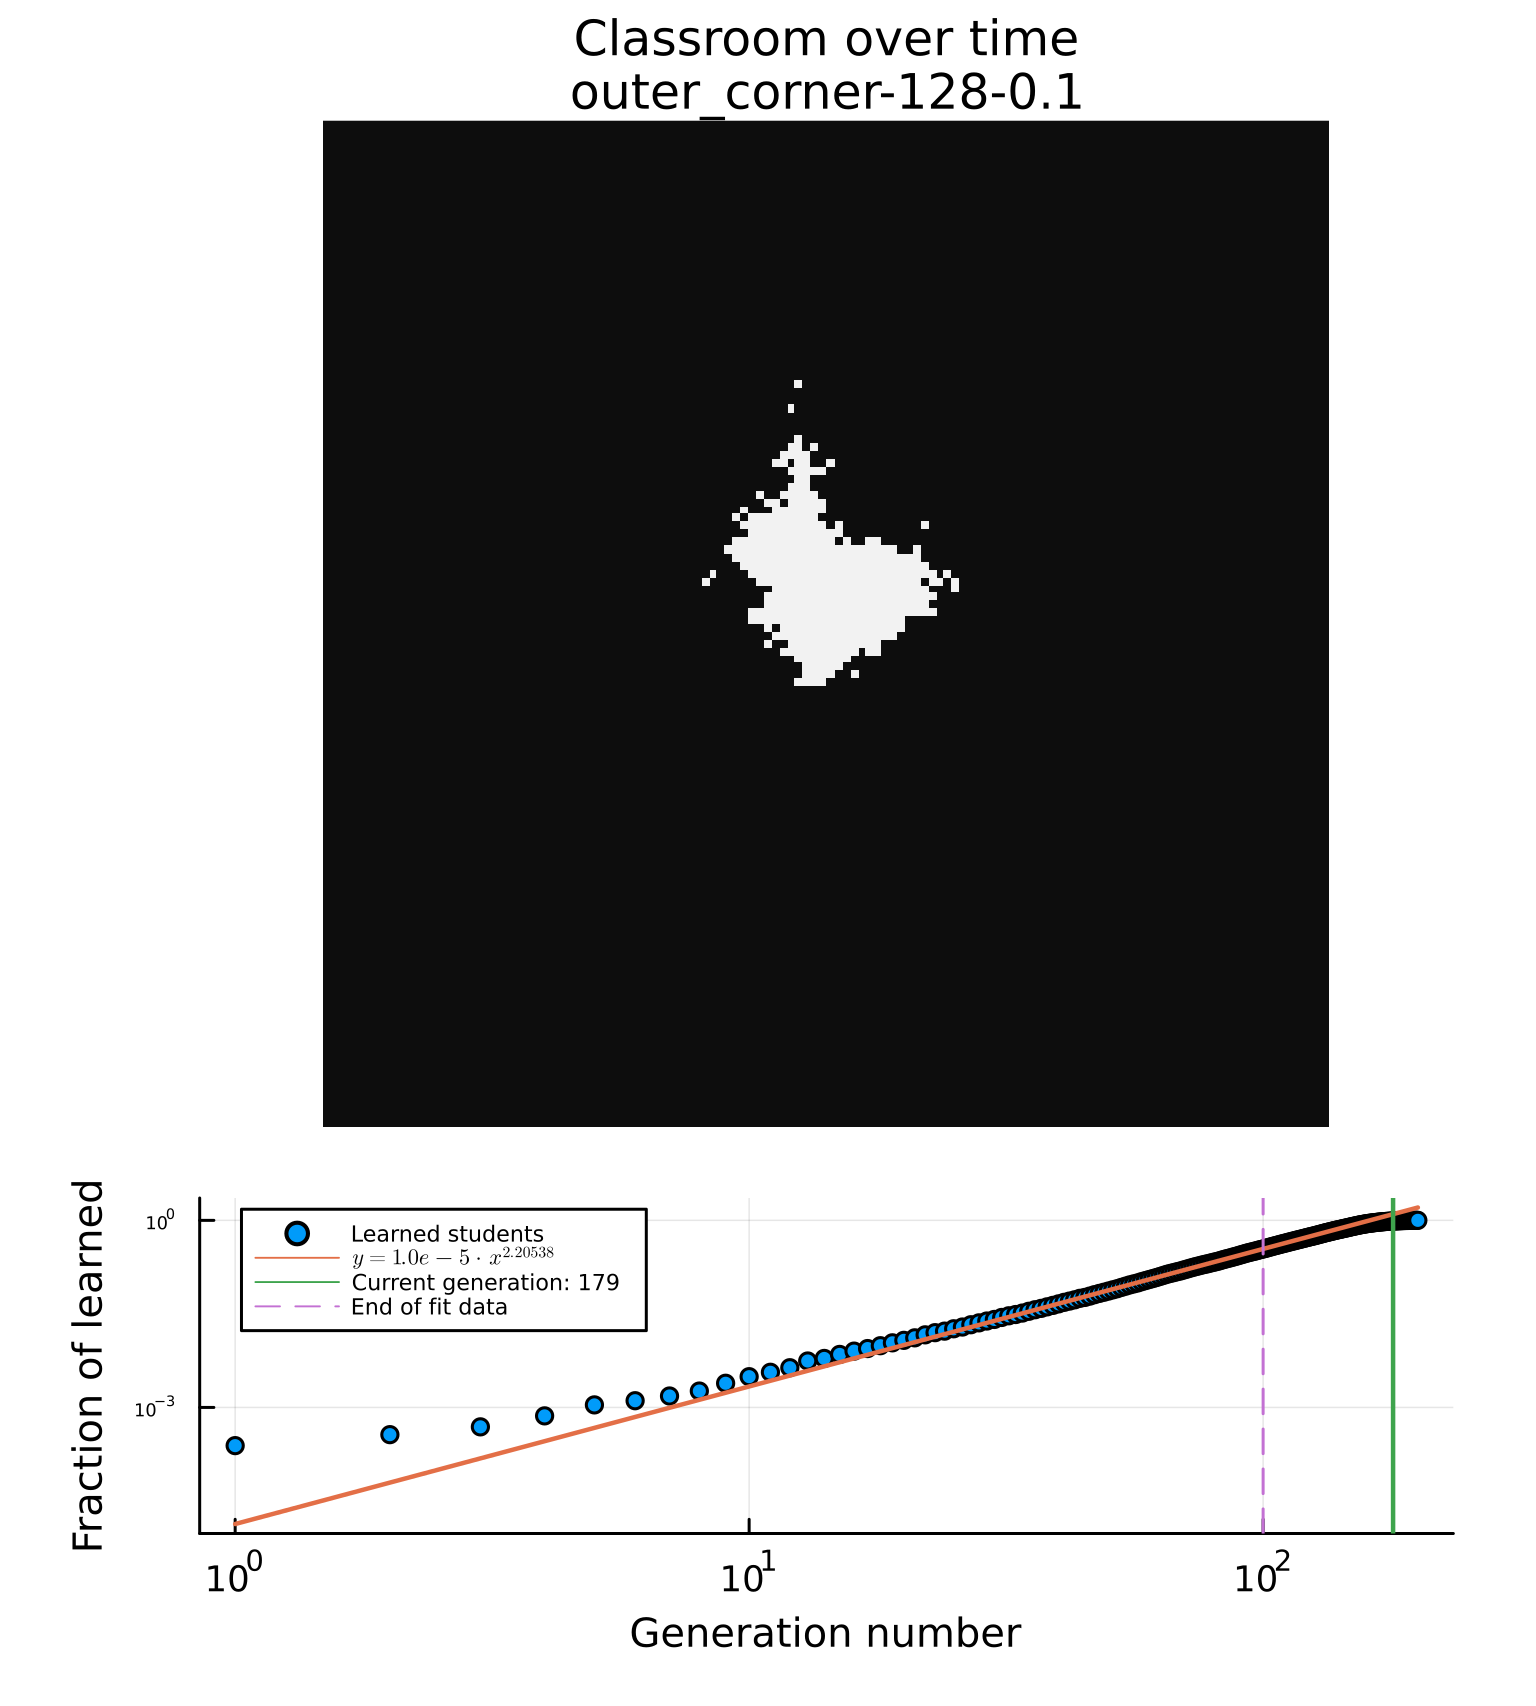 Classroom over time
outer_corner-128-0.1
Fraction of learned
10^0
10^-3
Learned students
y = 1.0e − 5 · x^2.20538
Current generation: 179
End of fit data
10^0
10^1
10^2
Generation number